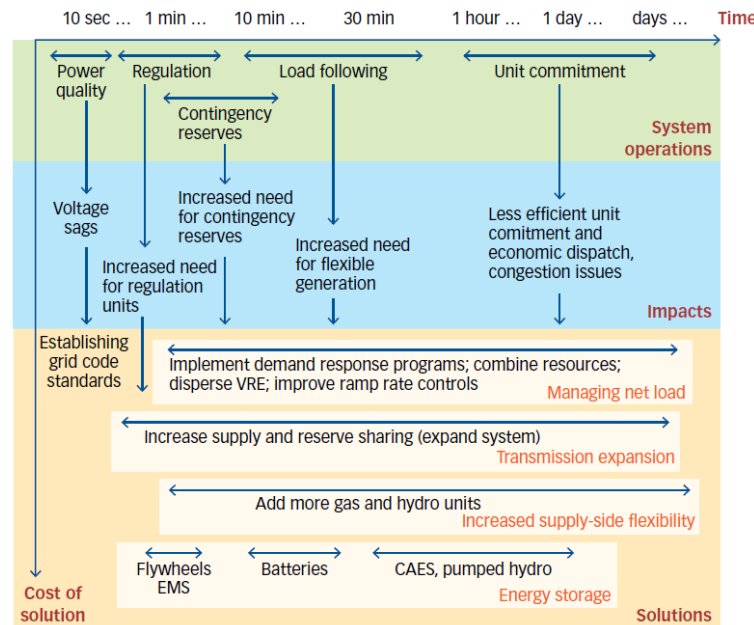 10 sec ... 1 min ... 10 min ... 30 min 1 hour ... 1 day ... days ... Time
Power
quality
Regulation
Load following
Unit commitment
Contingency
reserves
System
operations
Voltage
sags
Increased need
for contingency
reserves
Increased need
for regulation
units
Increased need
for flexible
generation
Less efficient unit
comitment and
economic dispatch,
congestion issues
Impacts
Establishing
grid code
standards
Implement demand response programs; combine resources;
disperse VRE; improve ramp rate controls
Managing net load
Increase supply and reserve sharing (expand system)
Transmission expansion
Add more gas and hydro units
Increased supply-side flexibility
Flywheels
EMS
Batteries
CAES, pumped hydro
Energy storage
Cost of
solution
Solutions